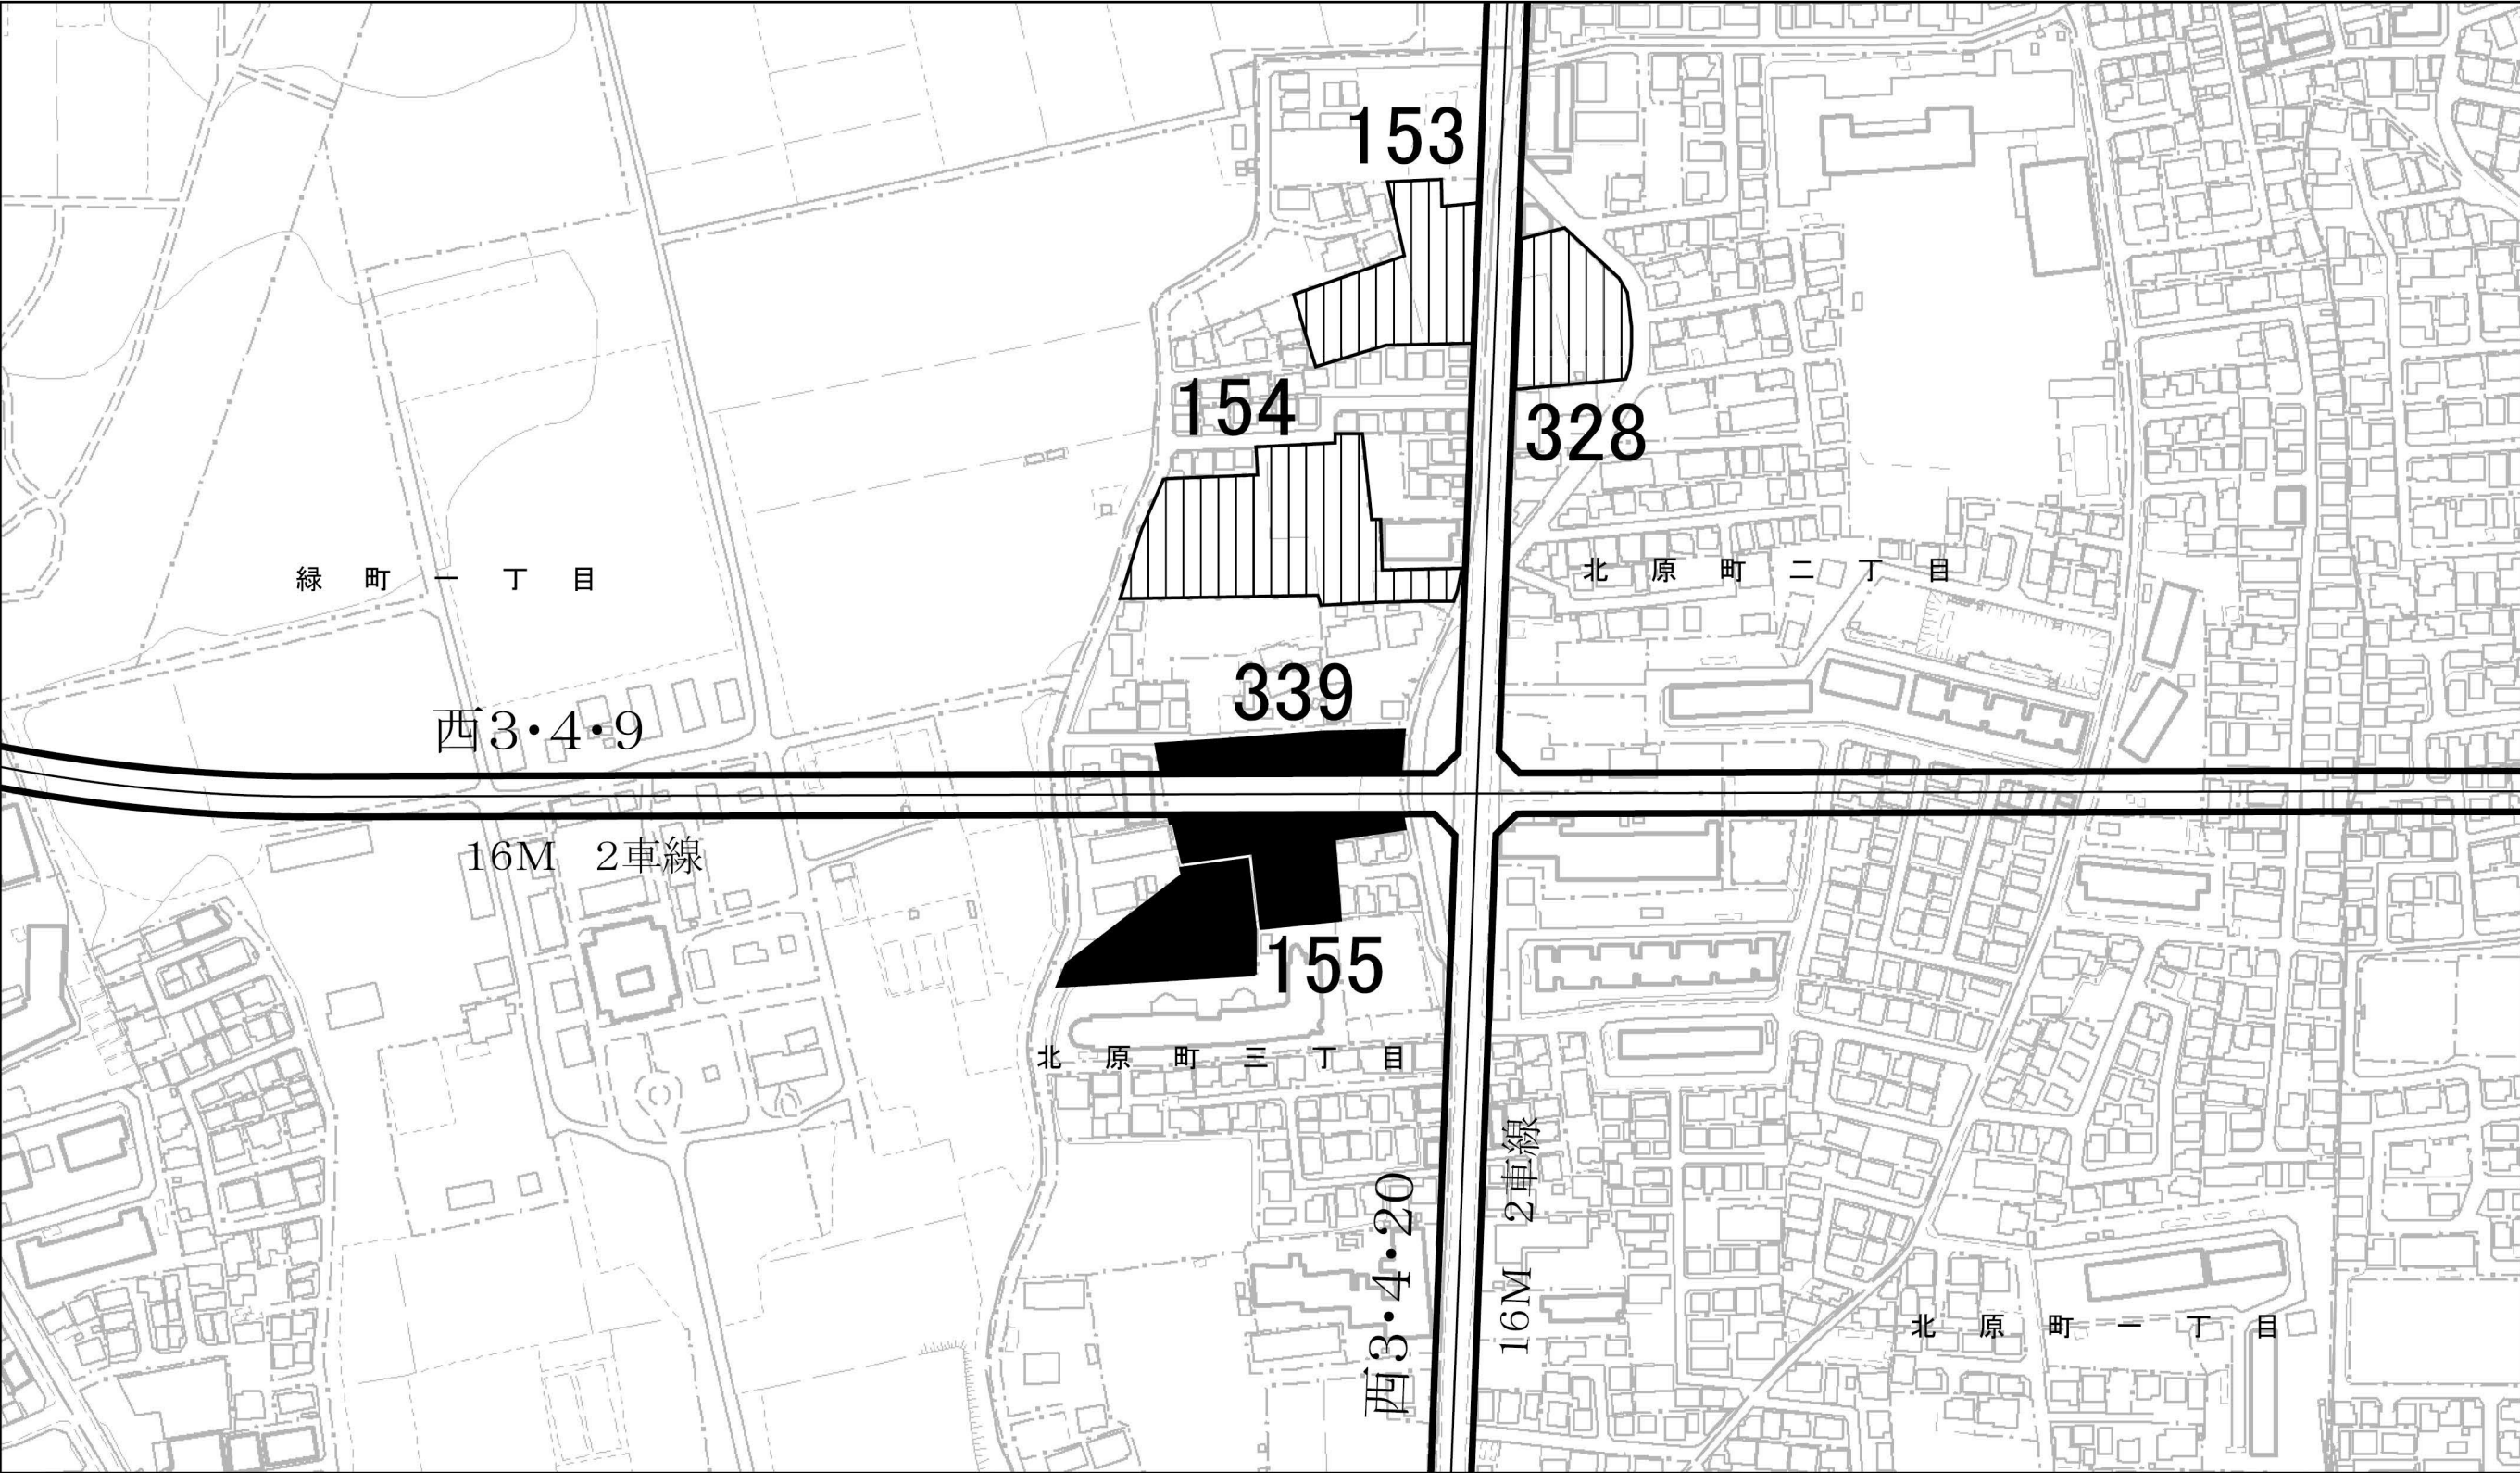 153
154
328
緑町一丁目
北原町二丁目
339
西3・4・9
16M 2車線
155
北原町三丁目
西3・4・20
16M 2車線
北原町一丁目